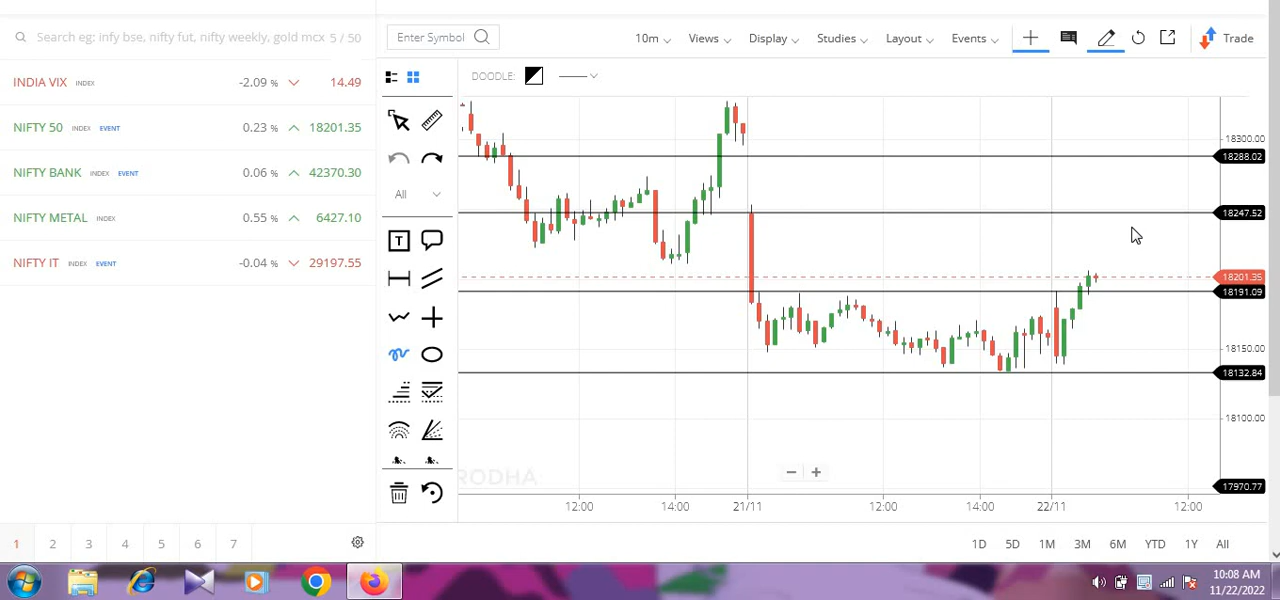 Search eg: infy bse, nifty fut, nifty weekly, gold mcx 5 / 50
INDIA VIX INDEX -2.09 % 14.49
NIFTY 50 INDEX EVENT 0.23 % 18201.35
NIFTY BANK INDEX EVENT 0.06 % 42370.30
NIFTY METAL INDEX 0.55 % 6427.10
NIFTY IT INDEX EVENT -0.04 % 29197.55
1 2 3 4 5 6 7
Enter Symbol 10m Views Display Studies Layout Events Trade
DOODLE:
All
T
18300.00
18288.02
18247.52
18201.35
18191.09
18150.00
18132.84
18100.00
17970.77
RODHA
12:00 14:00 21/11 12:00 14:00 22/11 12:00
1D 5D 1M 3M 6M YTD 1Y All
10:08 AM
11/22/2022